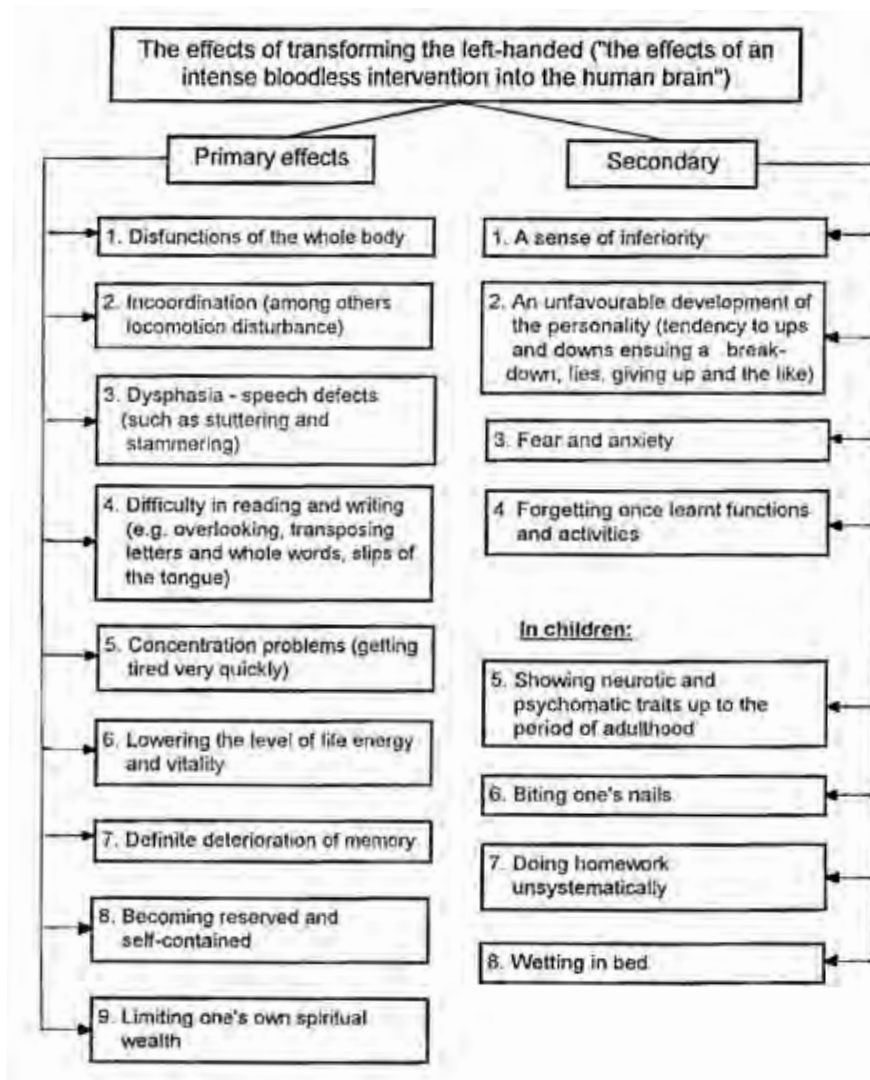 The effects of transforming the left-handed ("the effects of an
intense bloodless intervention into the human brain")
Primary effects
1. Disfunctions of the whole body
2. Incoordination (among others
locomotion disturbance)
3. Dysphasia - speech defects
(such as stuttering and
stammering)
4. Difficulty in reading and writing
(e.g. overlooking, transposing
letters and whole words, slips of
the tongue)
5. Concentration problems (getting
tired very quickly)
6. Lowering the level of life energy
and vitality
7. Definite deterioration of memory
8. Becoming reserved and
self-contained
9. Limiting one's own spiritual
wealth
Secondary
1. A sense of inferiority
2. An unfavourable development of
the personality (tendency to ups
and downs ensuing a break-
down, lies, giving up and the like)
3. Fear and anxiety
4 Forgetting once learnt functions
and activities
In children:
5. Showing neurotic and
psychomatic traits up to the
period of adulthood
6. Biting one's nails
7. Doing homework
unsystematically
8. Wetting in bed